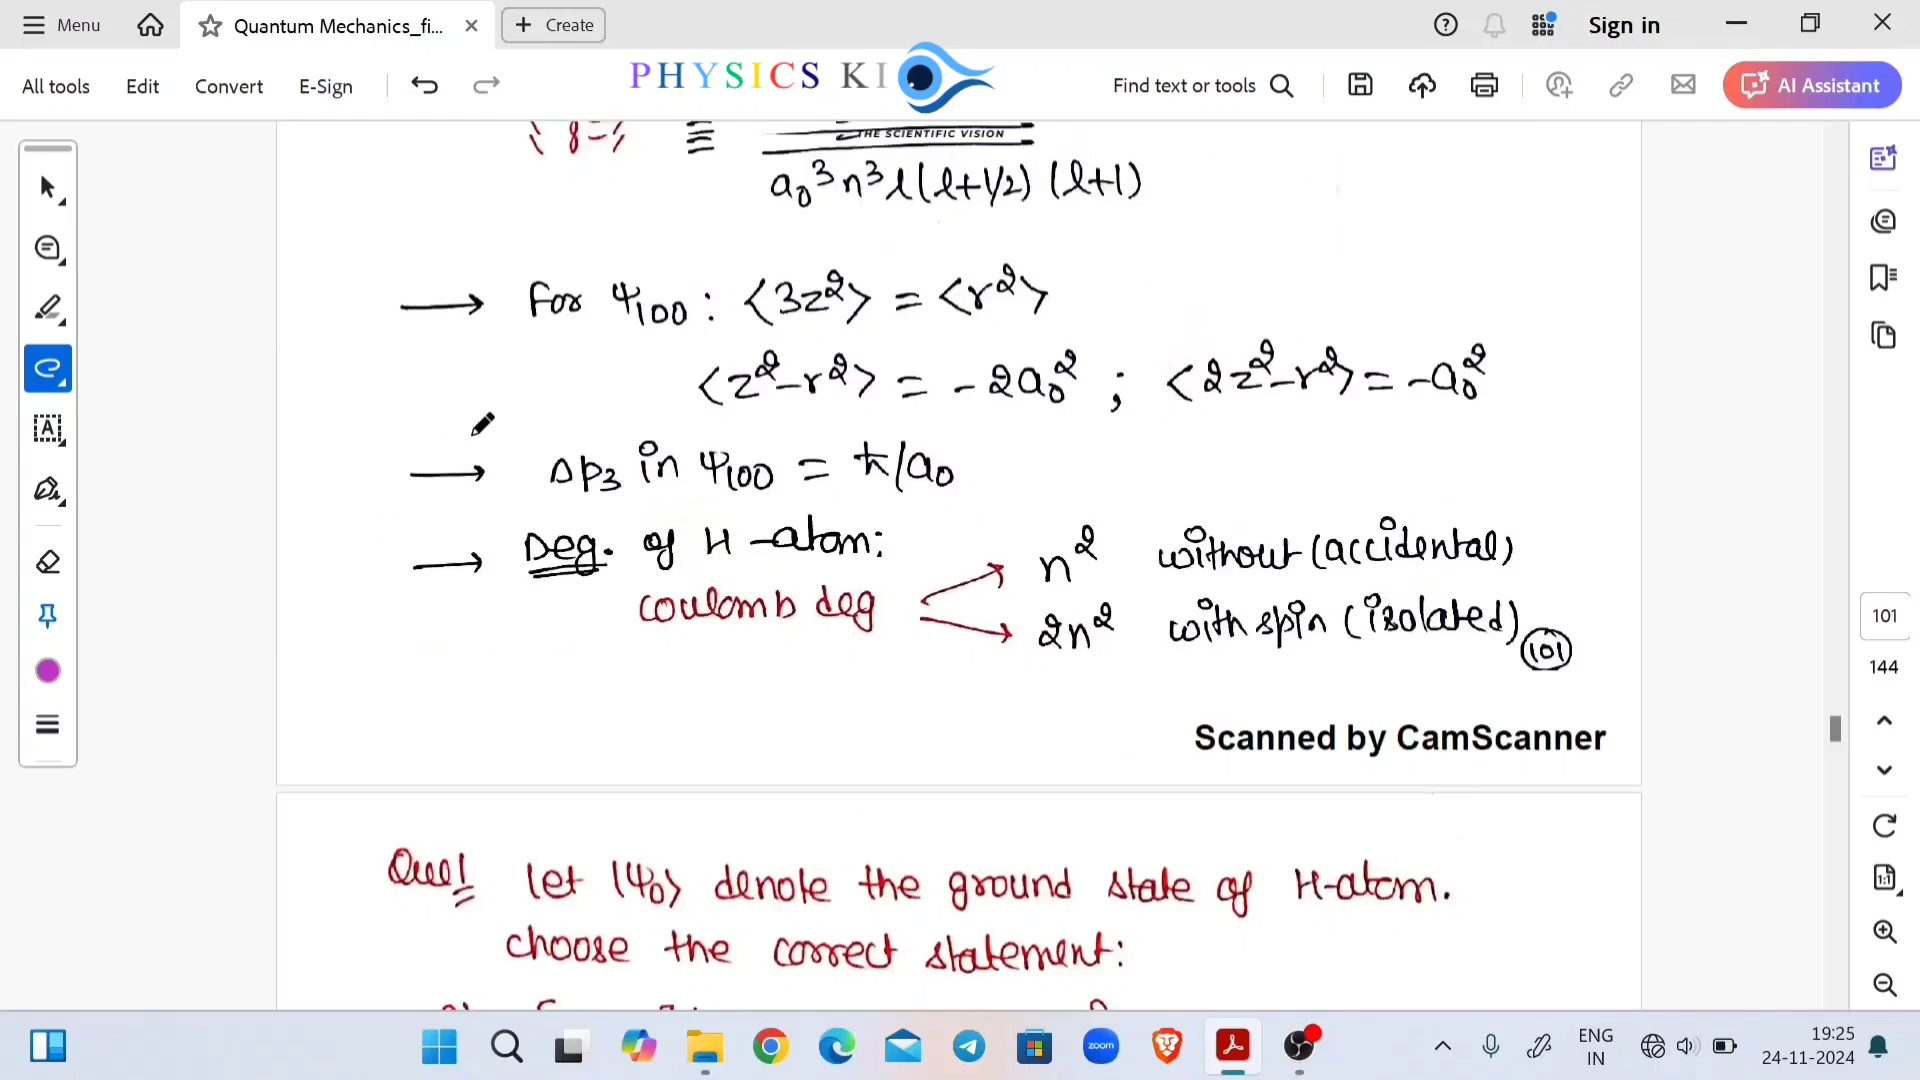 Menu
Quantum Mechanics_fi...
Create
Sign in
All tools
Edit
Convert
E-Sign
PHYSICS KI
THE SCIENTIFIC VISION
Find text or tools
AI Assistant
a₀³n³l(l+1/2) (l+1)
→ For Ψ₁₀₀ : ⟨3z²⟩ = ⟨r²⟩
⟨z²-r²⟩ = -2a₀² ; ⟨2z²-r²⟩ = -a₀²
→ Δp₃ in Ψ₁₀₀ = ħ/a₀
→ Deg. of H-atom:
n² without (accidental)
coulomb deg
2n² with spin (isolated)
101
Scanned by CamScanner
Que! let |Ψ₀⟩ denote the ground state of H-atom.
choose the correct statement:
101
144
1:1
zoom
ENG
IN
19:25
24-11-2024